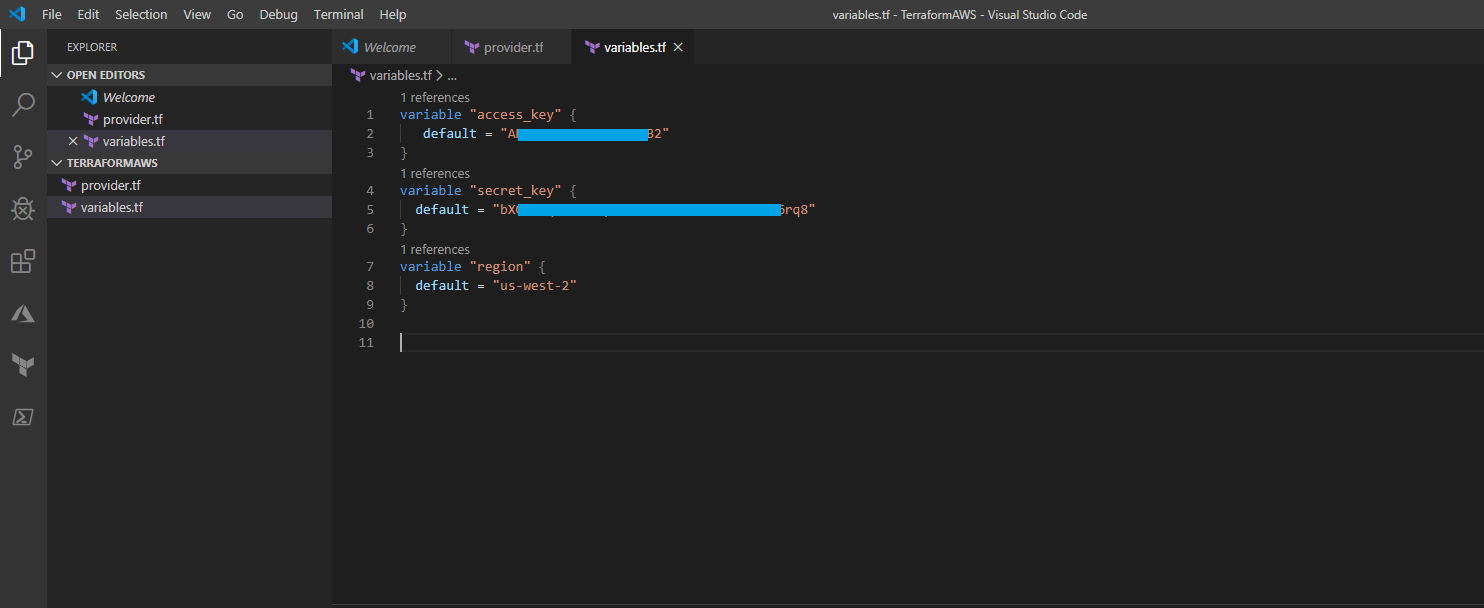 File Edit Selection View Go Debug Terminal Help
variables.tf - TerraformAWS - Visual Studio Code
EXPLORER
OPEN EDITORS
Welcome
provider.tf
variables.tf
TERRAFORMAWS
provider.tf
variables.tf
Welcome provider.tf variables.tf
variables.tf > ...
1 references
1 variable "access_key" {
2 default = "A B2"
3 }
1 references
4 variable "secret_key" {
5 default = "bX rq8"
6 }
1 references
7 variable "region" {
8 default = "us-west-2"
9 }
10
11